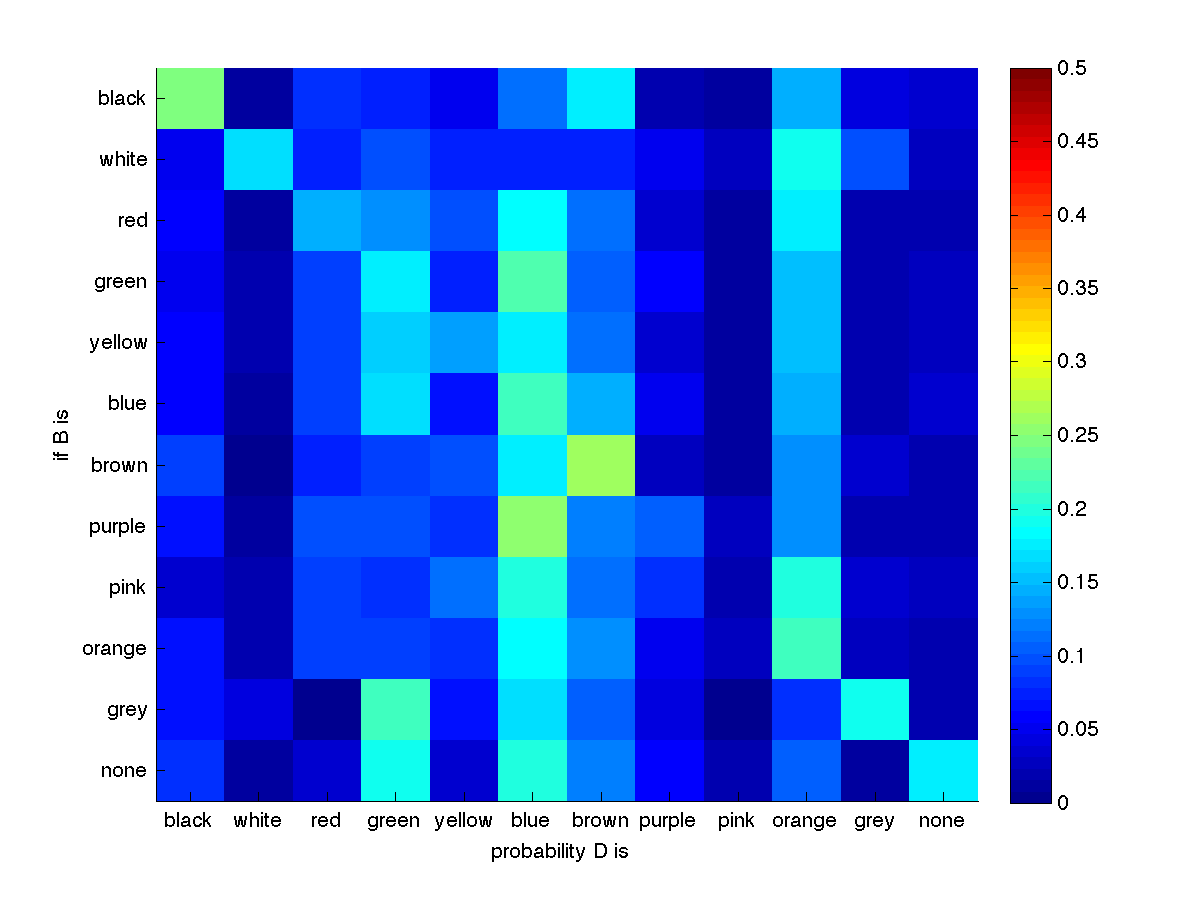 black
white
red
green
yellow
blue
brown
purple
pink
orange
grey
none
if B is
black white red green yellow blue brown purple pink orange grey none
probability D is
0.5
0.45
0.4
0.35
0.3
0.25
0.2
0.15
0.1
0.05
0